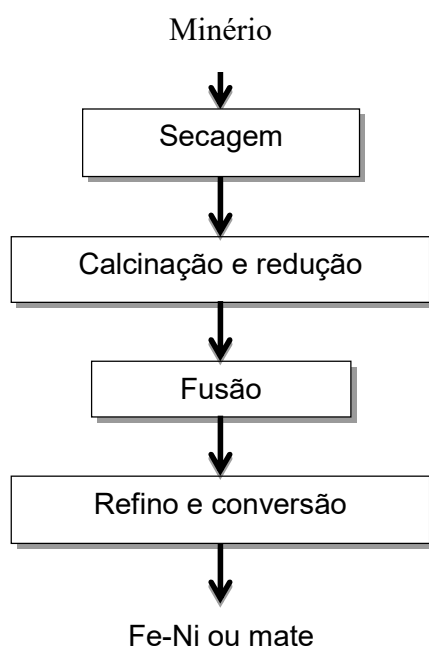 Minério
Secagem
Calcinação e redução
Fusão
Refino e conversão
Fe-Ni ou mate